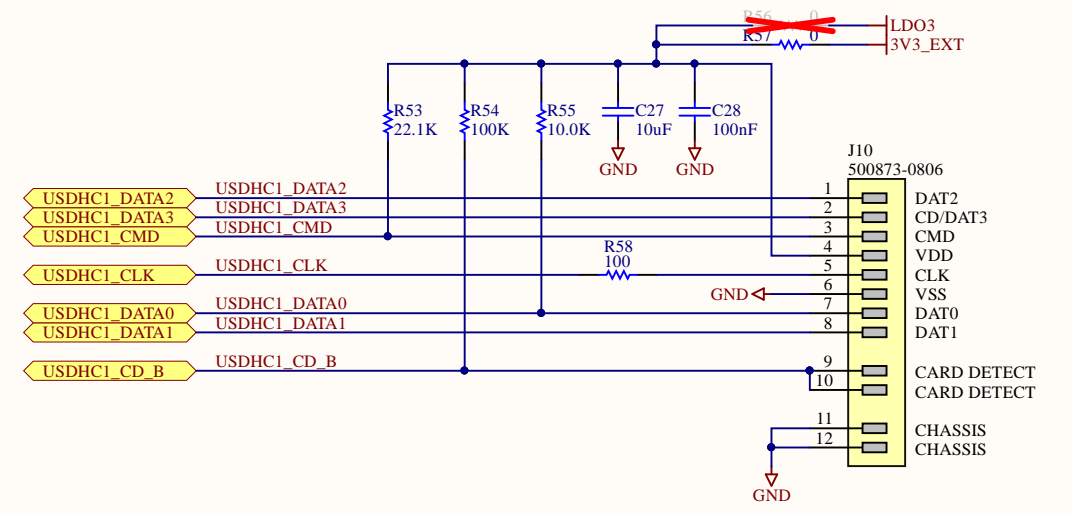 R56 0
LDO3
R57 0
3V3_EXT
R53
22.1K
R54
100K
R55
10.0K
C27
10uF
C28
100nF
GND
GND
J10
500873-0806
USDHC1_DATA2 USDHC1_DATA2 1 DAT2
USDHC1_DATA3 USDHC1_DATA3 2 CD/DAT3
USDHC1_CMD USDHC1_CMD 3 CMD
4 VDD
R58
100
USDHC1_CLK USDHC1_CLK 5 CLK
GND 6 VSS
USDHC1_DATA0 USDHC1_DATA0 7 DAT0
USDHC1_DATA1 USDHC1_DATA1 8 DAT1
USDHC1_CD_B USDHC1_CD_B 9 CARD DETECT
10 CARD DETECT
11 CHASSIS
12 CHASSIS
GND